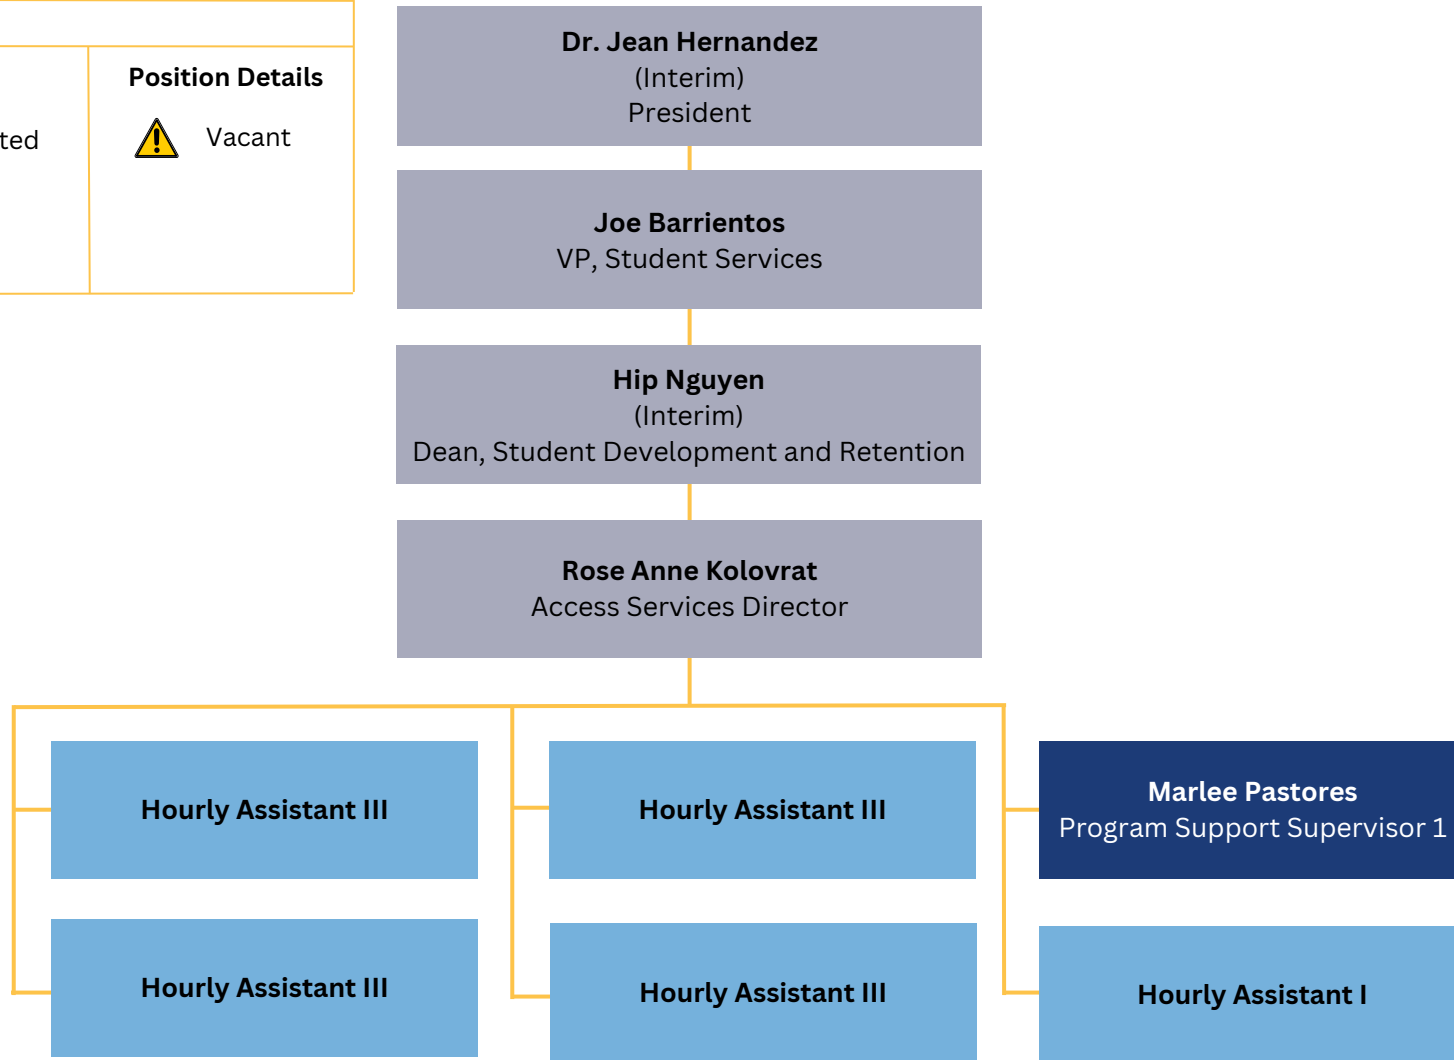 Position Details
Vacant
Dr. Jean Hernandez
(Interim)
President
Joe Barrientos
VP, Student Services
Hip Nguyen
(Interim)
Dean, Student Development and Retention
Rose Anne Kolovrat
Access Services Director
Hourly Assistant III
Hourly Assistant III
Marlee Pastores
Program Support Supervisor 1
Hourly Assistant III
Hourly Assistant III
Hourly Assistant I